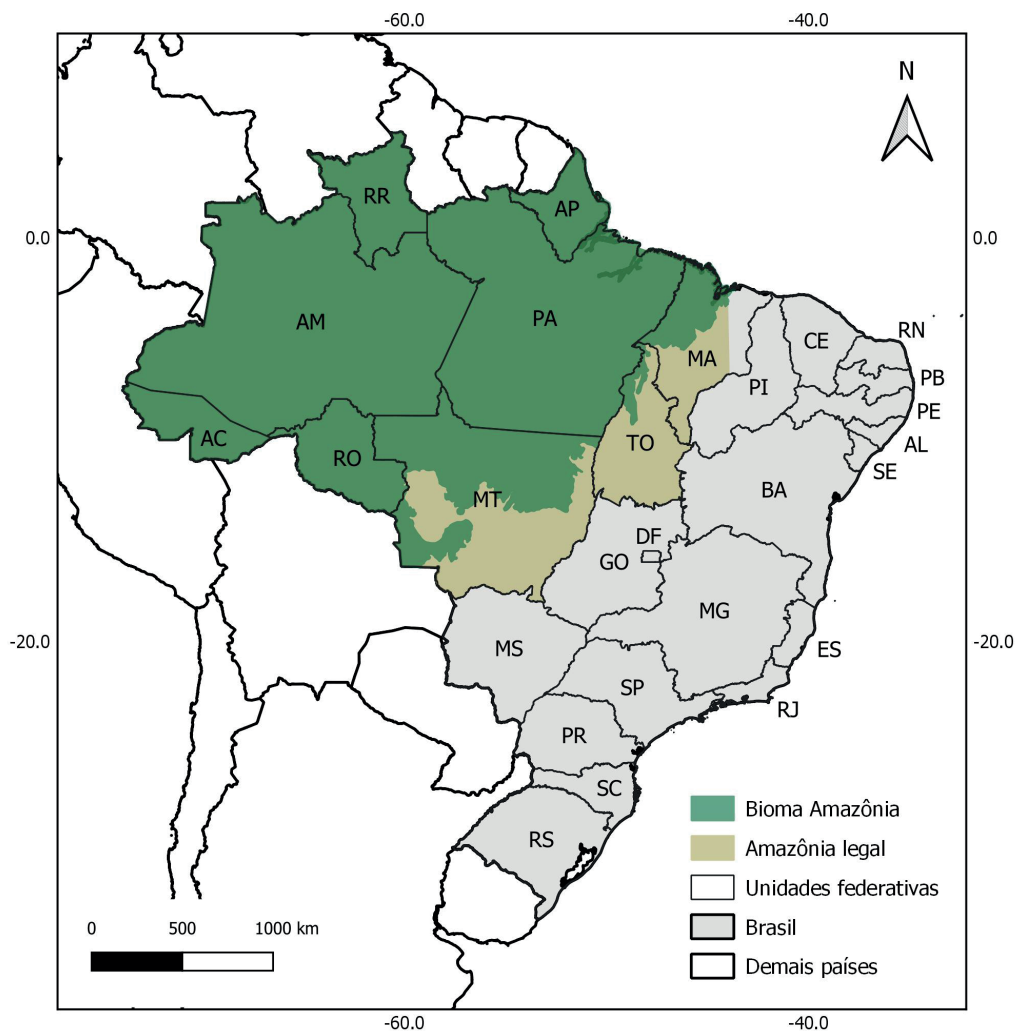 -60.0
-40.0
N
RR
AP
0.0
0.0
AM
PA
RN
CE
MA
PB
PI
PE
AC
TO
AL
RO
SE
MT
BA
DF
GO
MG
-20.0
-20.0
MS
ES
SP
RJ
PR
SC
RS
Bioma Amazônia
Amazônia legal
Unidades federativas
Brasil
Demais países
0 500 1000 km
-60.0
-40.0